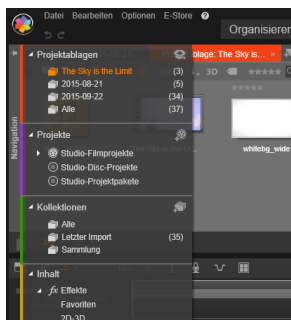 Datei Bearbeiten Optionen E-Store
Organisieren
Projektablagen
blage: The Sky is...
The Sky is the Limit (3)
3D
2015-08-21 (5)
2015-09-22 (34)
Alle (37)
Navigation
Projekte
Studio-Filmprojekte
whitebg_wide
Studio-Disc-Projekte
Studio-Projektpakete
Kollektionen
Alle
Letzter Import (35)
Sammlung
Inhalt
fx Effekte
Favoriten
2D-3D